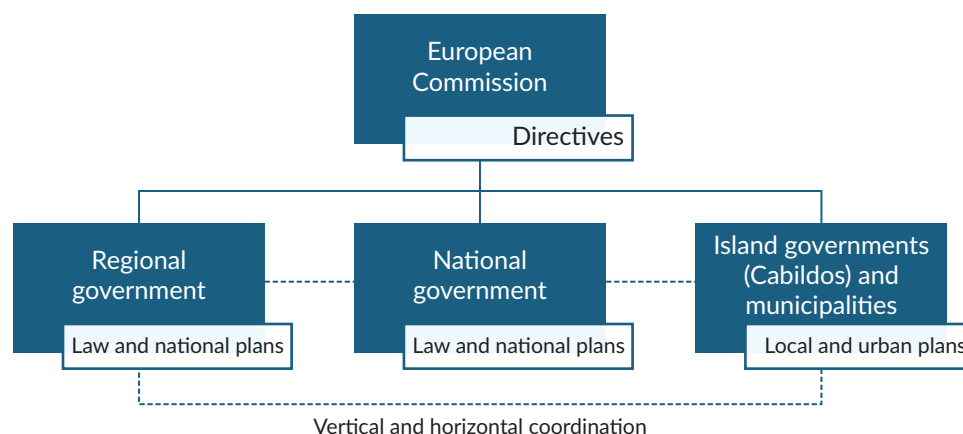 European
Commission
Directives
Regional
government
Law and national plans
National
government
Law and national plans
Island governments
(Cabildos) and
municipalities
Local and urban plans
Vertical and horizontal coordination